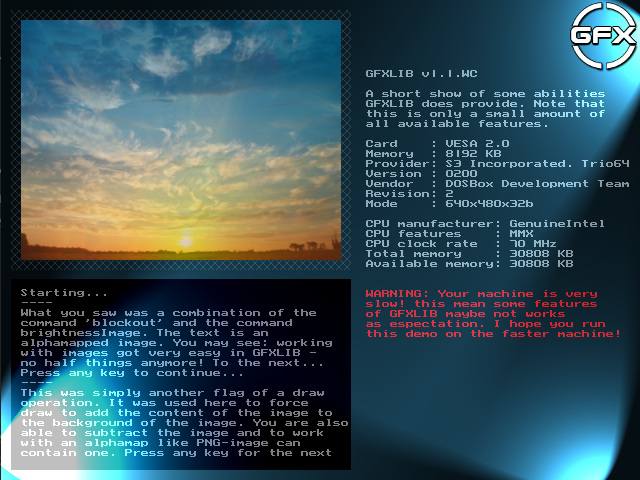 GFX
GFXLIB v1.1.WC
A short show of some abilities
GFXLIB does provide. Note that
this is only a small amount of
all available features.
Card : VESA 2.0
Memory : 8192 KB
Provider: S3 Incorporated. Trio64
Version : 0200
Vendor : DOSBox Development Team
Revision: 2
Mode : 640x480x32b
CPU manufacturer: GenuineIntel
CPU features : MMX
CPU clock rate : 70 MHz
Total memory : 30808 KB
Available memory: 30808 KB
WARNING: Your machine is very
slow! this mean some features
of GFXLIB maybe not works
as espectation. I hope you run
this demo on the faster machine!
Starting...
----
What you saw was a combination of the
command 'blockout' and the command
brightnessImage. The text is an
alphamapped image. You may see: working
with images got very easy in GFXLIB -
no half things anymore! To the next...
Press any key to continue...
----
This was simply another flag of a draw
operation. It was used here to force
draw to add the content of the image to
the background of the image. You are also
able to subtract the image and to work
with an alphamap like PNG-image can
contain one. Press any key for the next